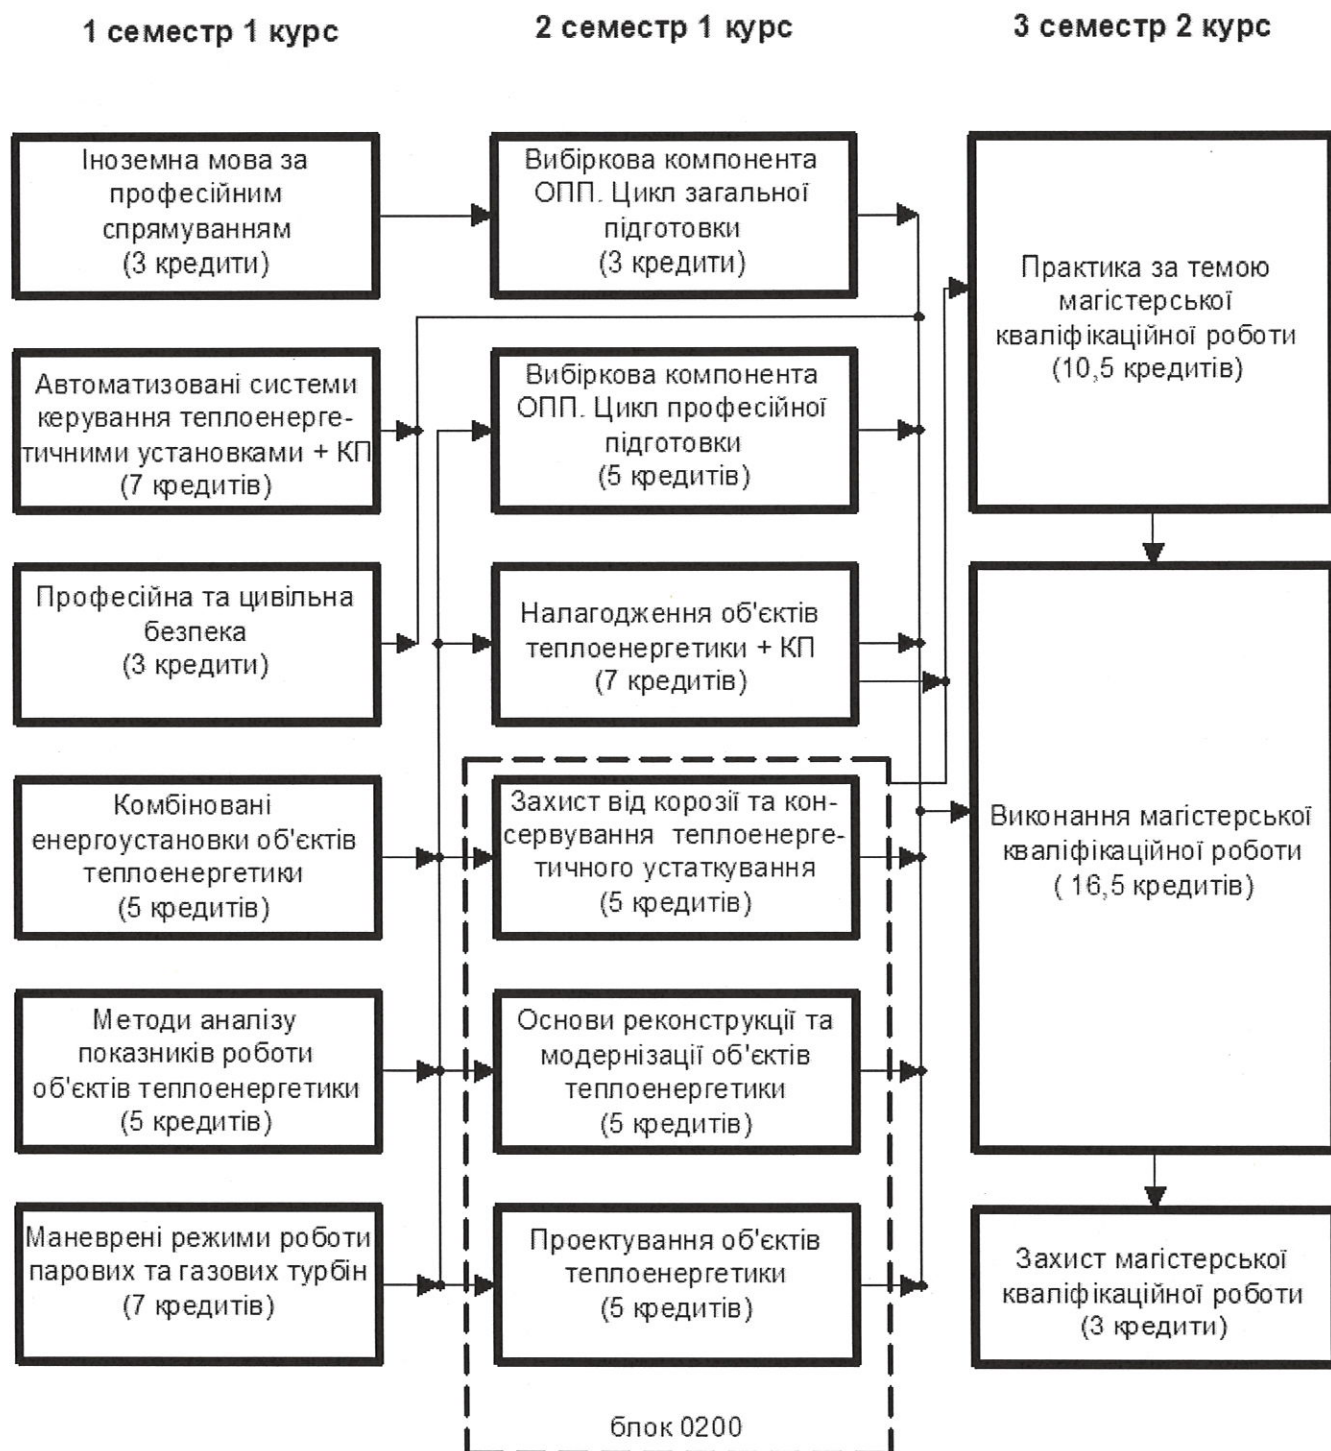 1 семестр 1 курс
2 семестр 1 курс
3 семестр 2 курс
Іноземна мова за
професійним
спрямуванням
(3 кредити)
Вибіркова компонента
ОПП. Цикл загальної
підготовки
(3 кредити)
Практика за темою
магістерської
кваліфікаційної роботи
(10,5 кредитів)
Автоматизовані системи
керування теплоенерге-
тичними установками + КП
(7 кредитів)
Вибіркова компонента
ОПП. Цикл професійної
підготовки
(5 кредитів)
Професійна та цивільна
безпека
(3 кредити)
Налагодження об'єктів
теплоенергетики + КП
(7 кредитів)
Виконання магістерської
кваліфікаційної роботи
( 16,5 кредитів)
Комбіновані
енергоустановки об'єктів
теплоенергетики
(5 кредитів)
Захист від корозії та кон-
сервування теплоенерге-
тичного устаткування
(5 кредитів)
Методи аналізу
показників роботи
об'єктів теплоенергетики
(5 кредитів)
Основи реконструкції та
модернізації об'єктів
теплоенергетики
(5 кредитів)
Маневрені режими роботи
парових та газових турбін
(7 кредитів)
Проектування об'єктів
теплоенергетики
(5 кредитів)
Захист магістерської
кваліфікаційної роботи
(3 кредити)
блок 0200